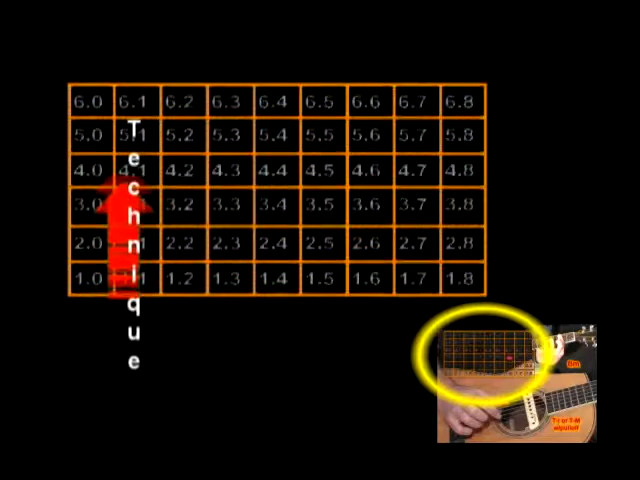 6.0 6.1 6.2 6.3 6.4 6.5 6.6 6.7 6.8
5.0 5.1 5.2 5.3 5.4 5.5 5.6 5.7 5.8
4.0 4.1 4.2 4.3 4.4 4.5 4.6 4.7 4.8
3.0 3.2 3.3 3.4 3.5 3.6 3.7 3.8
2.0 2.2 2.3 2.4 2.5 2.6 2.7 2.8
1.0 1.2 1.3 1.4 1.5 1.6 1.7 1.8
Technique